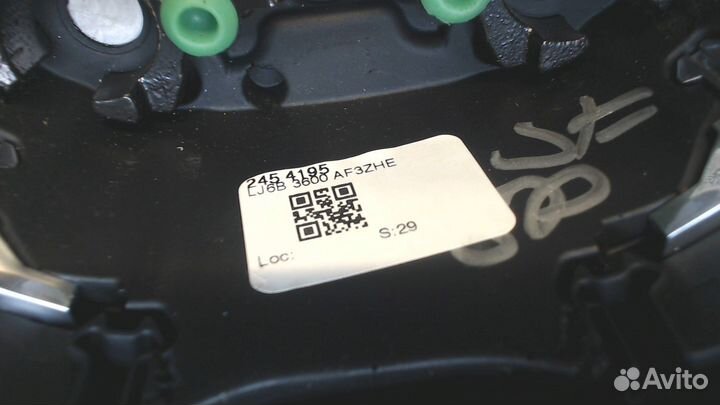 245 4195
LJ6B 3600 AF3ZHE
S:29
Loc:
Avito